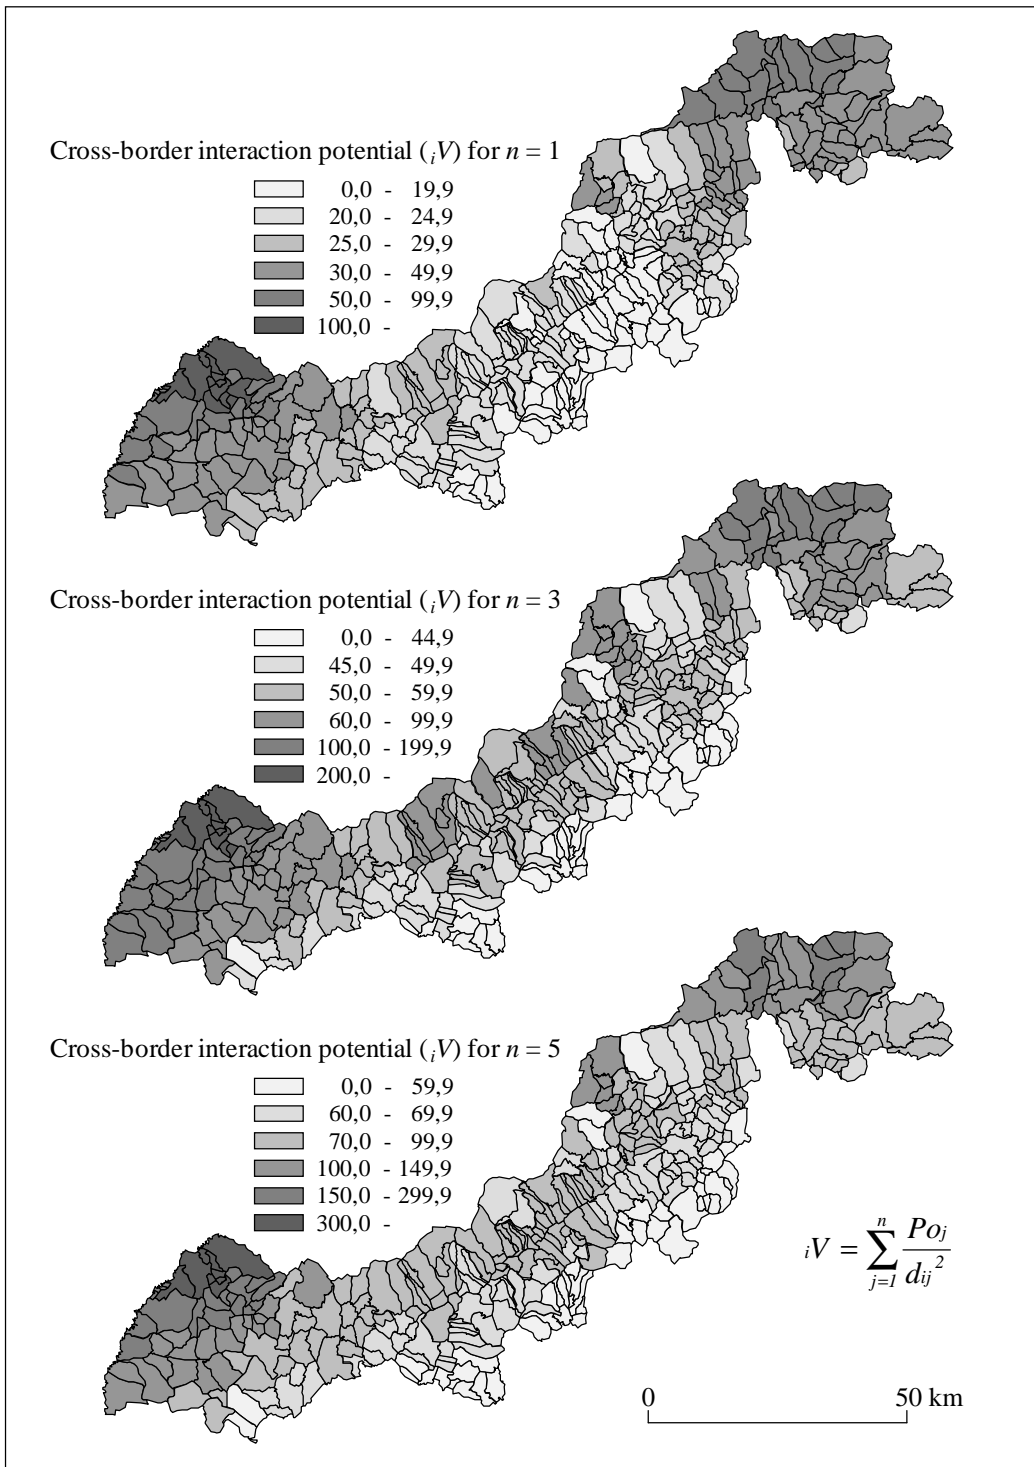 Cross-border interaction potential (ᵢV) for n = 1
0,0 - 19,9
20,0 - 24,9
25,0 - 29,9
30,0 - 49,9
50,0 - 99,9
100,0 -
Cross-border interaction potential (ᵢV) for n = 3
0,0 - 44,9
45,0 - 49,9
50,0 - 59,9
60,0 - 99,9
100,0 - 199,9
200,0 -
Cross-border interaction potential (ᵢV) for n = 5
0,0 - 59,9
60,0 - 69,9
70,0 - 99,9
100,0 - 149,9
150,0 - 299,9
300,0 -
ᵢV = ∑ⁿⱼ₌₁ Poⱼ / dᵢⱼ²
0 50 km